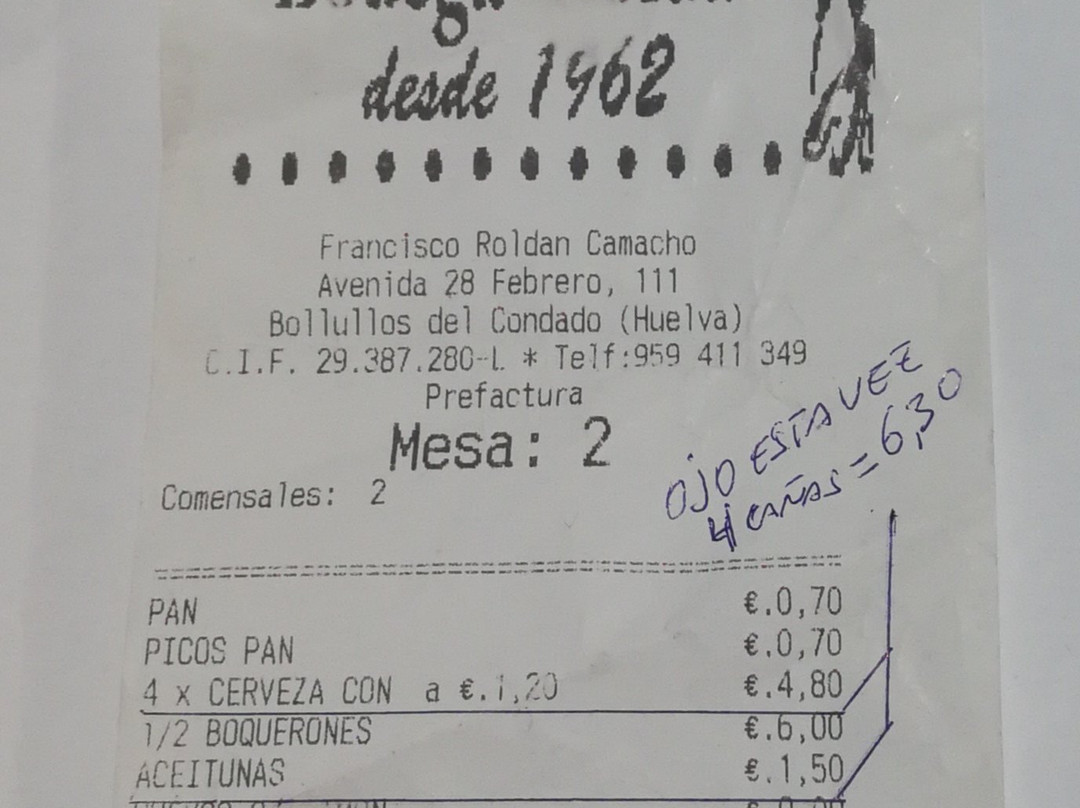 desde 1962
Francisco Roldan Camacho
Avenida 28 Febrero, 111
Bollullos del Condado (Huelva)
C.I.F. 29.387.280-L * Telf:959 411 349
Prefactura
Mesa: 2
OJO ESTA VEZ
4 CAÑAS = 6,30
Comensales: 2
PAN €.0,70
PICOS PAN €.0,70
4 x CERVEZA CON a €.1,20 €.4,80
1/2 BOQUERONES €.6,00
ACEITUNAS €.1,50